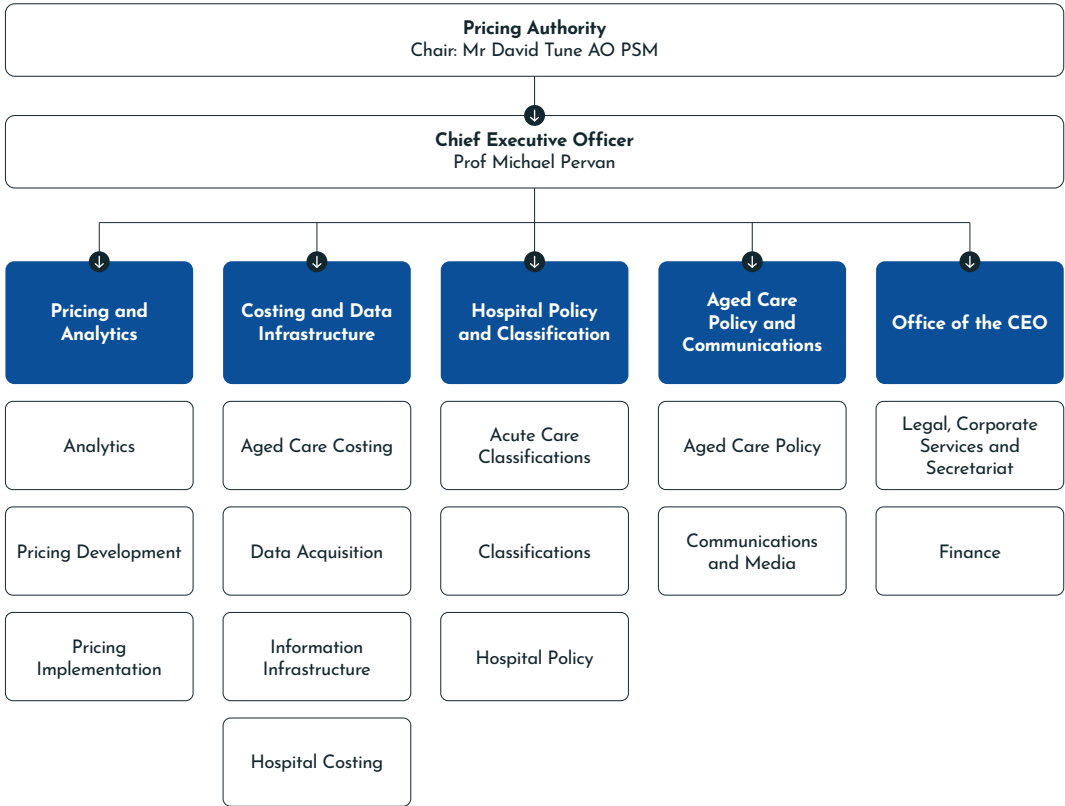 Pricing Authority
Chair: Mr David Tune AO PSM
Chief Executive Officer
Prof Michael Pervan
Pricing and
Analytics
Costing and Data
Infrastructure
Hospital Policy
and Classification
Aged Care
Policy and
Communications
Office of the CEO
Analytics
Aged Care Costing
Acute Care
Classifications
Aged Care Policy
Legal, Corporate
Services and
Secretariat
Pricing Development
Data Acquisition
Classifications
Communications
and Media
Finance
Pricing
Implementation
Information
Infrastructure
Hospital Policy
Hospital Costing